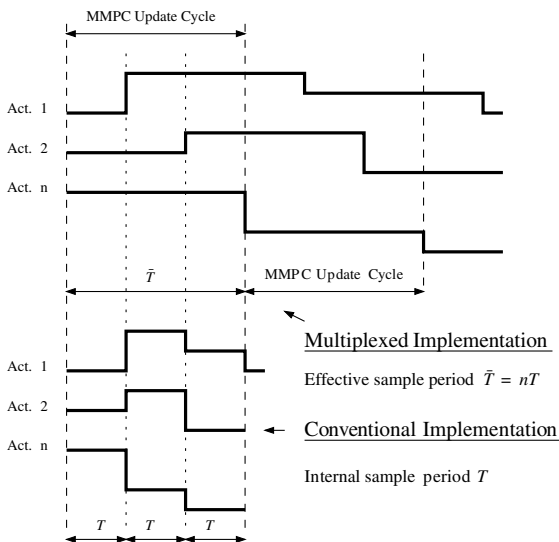 MMPC Update Cycle
Act. 1
Act. 2
Act. n
MMPC Update Cycle
T̄
Multiplexed Implementation
Act. 1
Effective sample period T̄ = nT
Act. 2
Conventional Implementation
Act. n
Internal sample period T
T T T